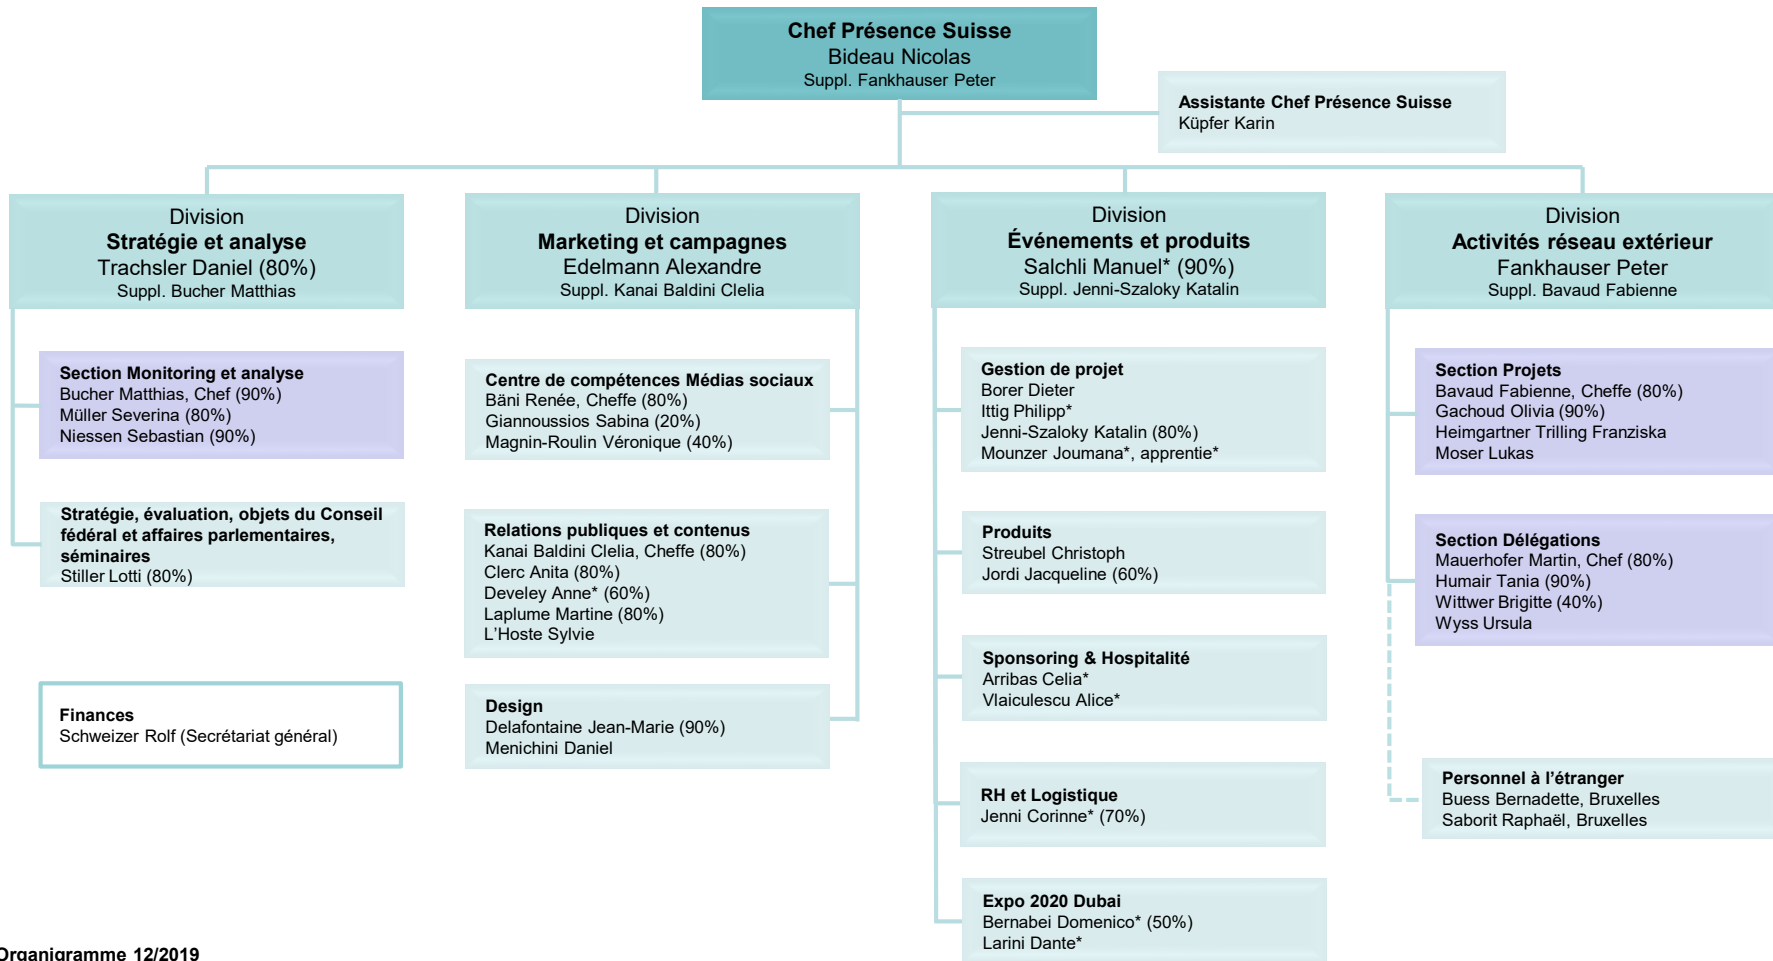 Chef Présence Suisse
Bideau Nicolas
Suppl. Fankhauser Peter
Assistante Chef Présence Suisse
Küpfer Karin
Division
Stratégie et analyse
Trachsler Daniel (80%)
Suppl. Bucher Matthias
Section Monitoring et analyse
Bucher Matthias, Chef (90%)
Müller Severina (80%)
Niessen Sebastian (90%)
Stratégie, évaluation, objets du Conseil
fédéral et affaires parlementaires,
séminaires
Stiller Lotti (80%)
Finances
Schweizer Rolf (Secrétariat général)
Division
Marketing et campagnes
Edelmann Alexandre
Suppl. Kanai Baldini Clelia
Centre de compétences Médias sociaux
Bäni Renée, Cheffe (80%)
Giannoussios Sabina (20%)
Magnin-Roulin Véronique (40%)
Relations publiques et contenus
Kanai Baldini Clelia, Cheffe (80%)
Clerc Anita (80%)
Develey Anne* (60%)
Laplume Martine (80%)
L’Hoste Sylvie
Design
Delafontaine Jean-Marie (90%)
Menichini Daniel
Division
Événements et produits
Salchli Manuel* (90%)
Suppl. Jenni-Szaloky Katalin
Gestion de projet
Borer Dieter
Ittig Philipp*
Jenni-Szaloky Katalin (80%)
Mounzer Joumana*, apprentie*
Produits
Streubel Christoph
Jordi Jacqueline (60%)
Sponsoring & Hospitalité
Arribas Celia*
Vlaiculescu Alice*
RH et Logistique
Jenni Corinne* (70%)
Expo 2020 Dubai
Bernabei Domenico* (50%)
Larini Dante*
Division
Activités réseau extérieur
Fankhauser Peter
Suppl. Bavaud Fabienne
Section Projets
Bavaud Fabienne, Cheffe (80%)
Gachoud Olivia (90%)
Heimgartner Trilling Franziska
Moser Lukas
Section Délégations
Mauerhofer Martin, Chef (80%)
Humair Tania (90%)
Wittwer Brigitte (40%)
Wyss Ursula
Personnel à l’étranger
Buess Bernadette, Bruxelles
Saborit Raphaël, Bruxelles
Organigramme 12/2019